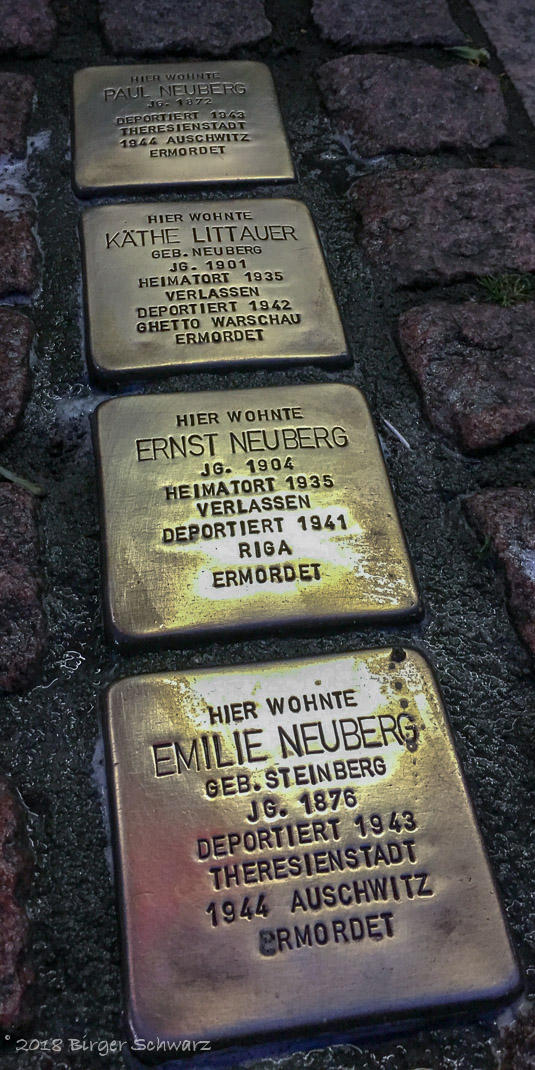 HIER WOHNTE
PAUL NEUBERG
JG. 1872
DEPORTIERT 1943
THERESIENSTADT
1944 AUSCHWITZ
ERMORDET
HIER WOHNTE
KÄTHE LITTAUER
GEB. NEUBERG
JG. 1901
HEIMATORT 1935
VERLASSEN
DEPORTIERT 1942
GHETTO WARSCHAU
ERMORDET
HIER WOHNTE
ERNST NEUBERG
JG. 1904
HEIMATORT 1935
VERLASSEN
DEPORTIERT 1941
RIGA
ERMORDET
HIER WOHNTE
EMILIE NEUBERG
GEB. STEINBERG
JG. 1876
DEPORTIERT 1943
THERESIENSTADT
1944 AUSCHWITZ
ERMORDET
© 2018 Birger Schwarz